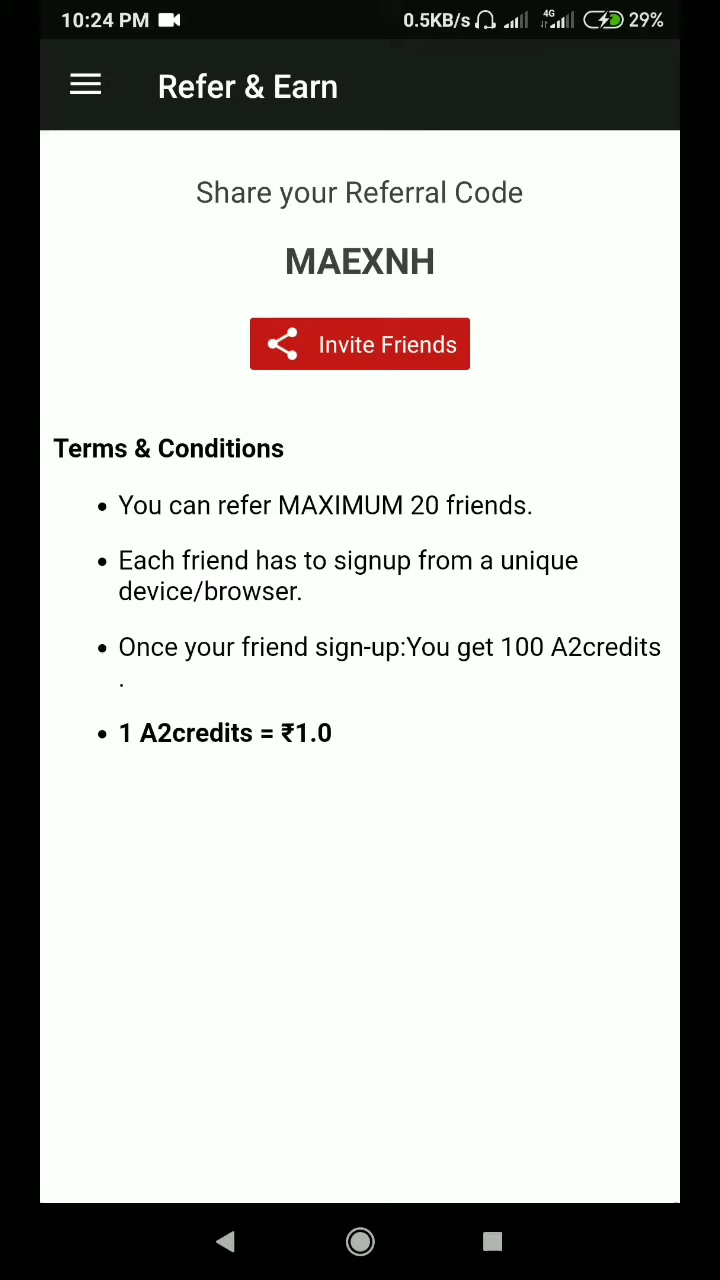 10:24 PM 0.5KB/s 4G 29%
Refer & Earn
Share your Referral Code
MAEXNH
Invite Friends
Terms & Conditions
• You can refer MAXIMUM 20 friends.
• Each friend has to signup from a unique
device/browser.
• Once your friend sign-up:You get 100 A2credits
.
• 1 A2credits = ₹1.0